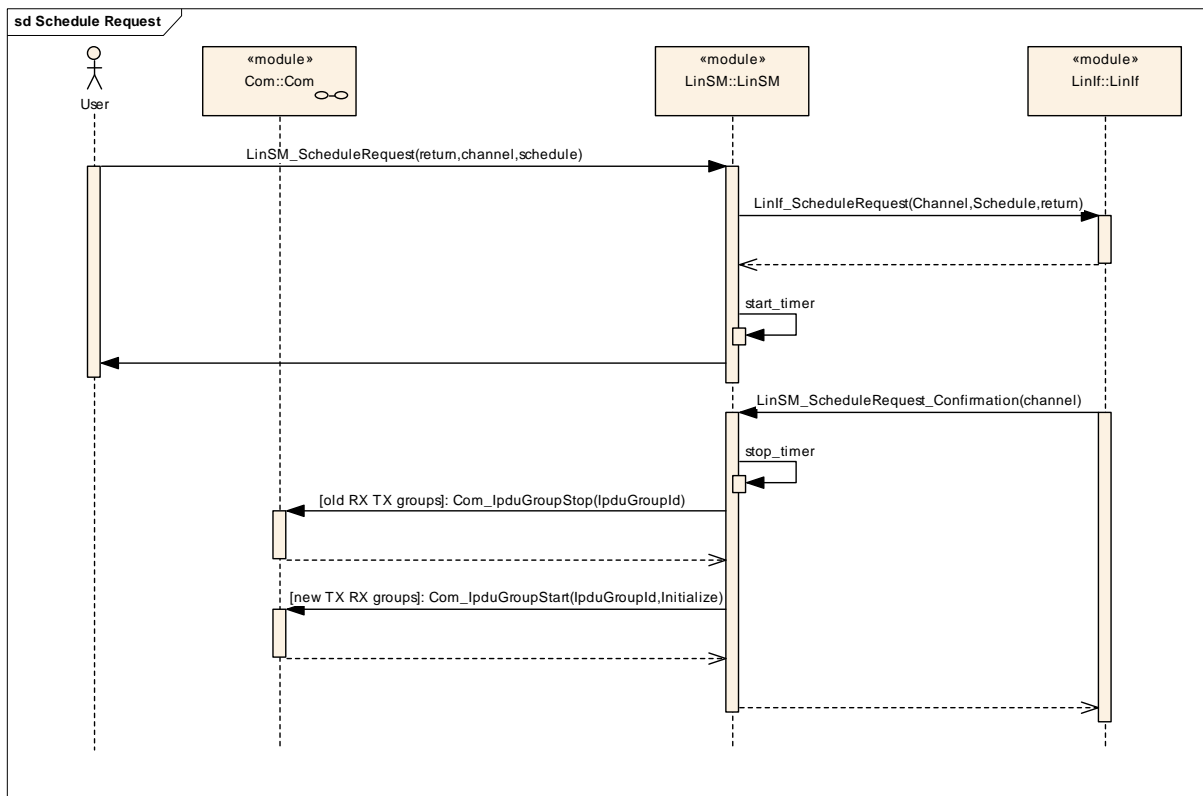 sd Schedule Request
«module»
Com::Com
«module»
LinSM::LinSM
«module»
LinIf::LinIf
User
LinSM_ScheduleRequest(return,channel,schedule)
LinIf_ScheduleRequest(Channel,Schedule,return)
start_timer
LinSM_ScheduleRequest_Confirmation(channel)
stop_timer
[old RX TX groups]: Com_IpduGroupStop(IpduGroupId)
[new TX RX groups]: Com_IpduGroupStart(IpduGroupId,Initialize)